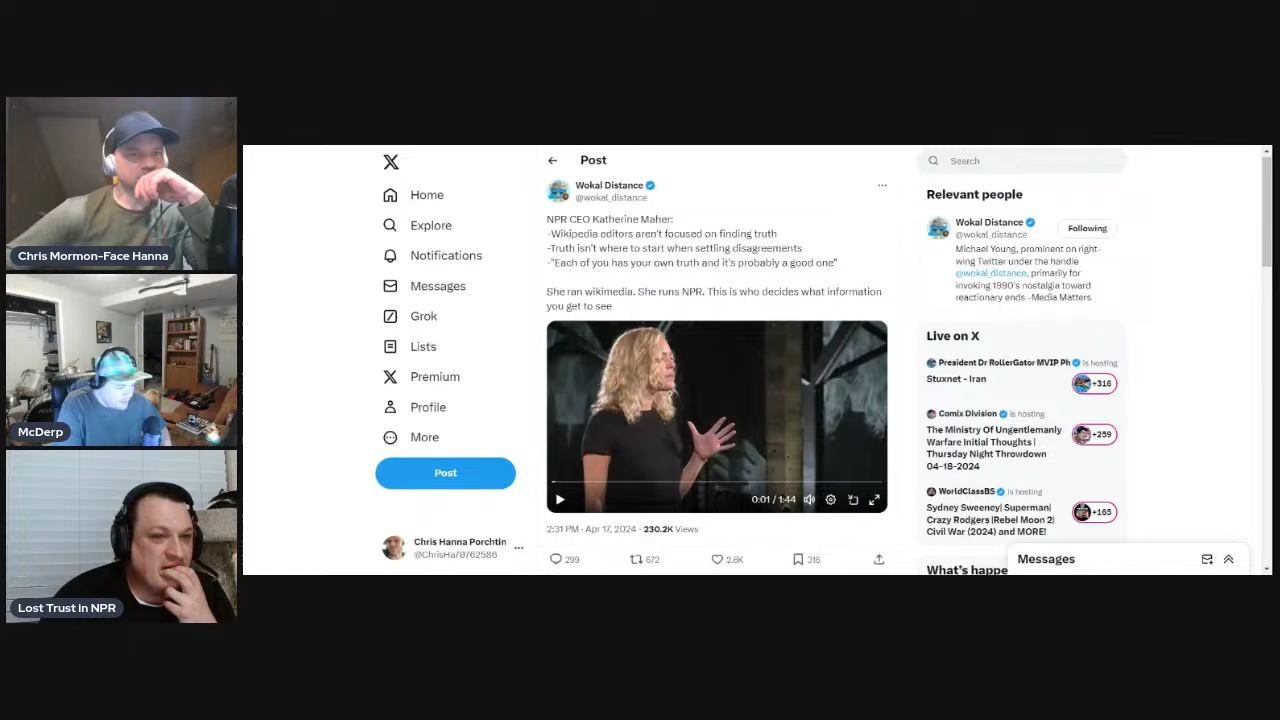 Chris Mormon-Face Hanna
McDerp
Lost Trust in NPR
Home
Explore
Notifications
Messages
Grok
Lists
Premium
Profile
More
Post
Chris Hanna Porchtin
@ChrisHa70762586
Post
Wokal Distance
@wokal_distance
NPR CEO Katherine Maher:
-Wikipedia editors aren't focused on finding truth
-Truth isn't where to start when settling disagreements
-"Each of you has your own truth and it's probably a good one"
She ran wikimedia. She runs NPR. This is who decides what information
you get to see
0:01 / 1:44
2:31 PM · Apr 17, 2024 · 230.2K Views
299
672
2.6K
316
Search
Relevant people
Wokal Distance
@wokal_distance
Following
Michael Young, prominent on right-
wing Twitter under the handle
@wokal_distance, primarily for
invoking 1990's nostalgia toward
reactionary ends -Media Matters
Live on X
President Dr RollerGator MVIP Ph is hosting
Stuxnet - Iran
+316
Comix Division is hosting
The Ministry Of Ungentlemanly
Warfare Initial Thoughts |
Thursday Night Throwdown
04-18-2024
+259
WorldClassBS is hosting
Sydney Sweeney| Superman|
Crazy Rodgers |Rebel Moon 2|
Civil War (2024) and MORE!
+165
What's happe
Messages